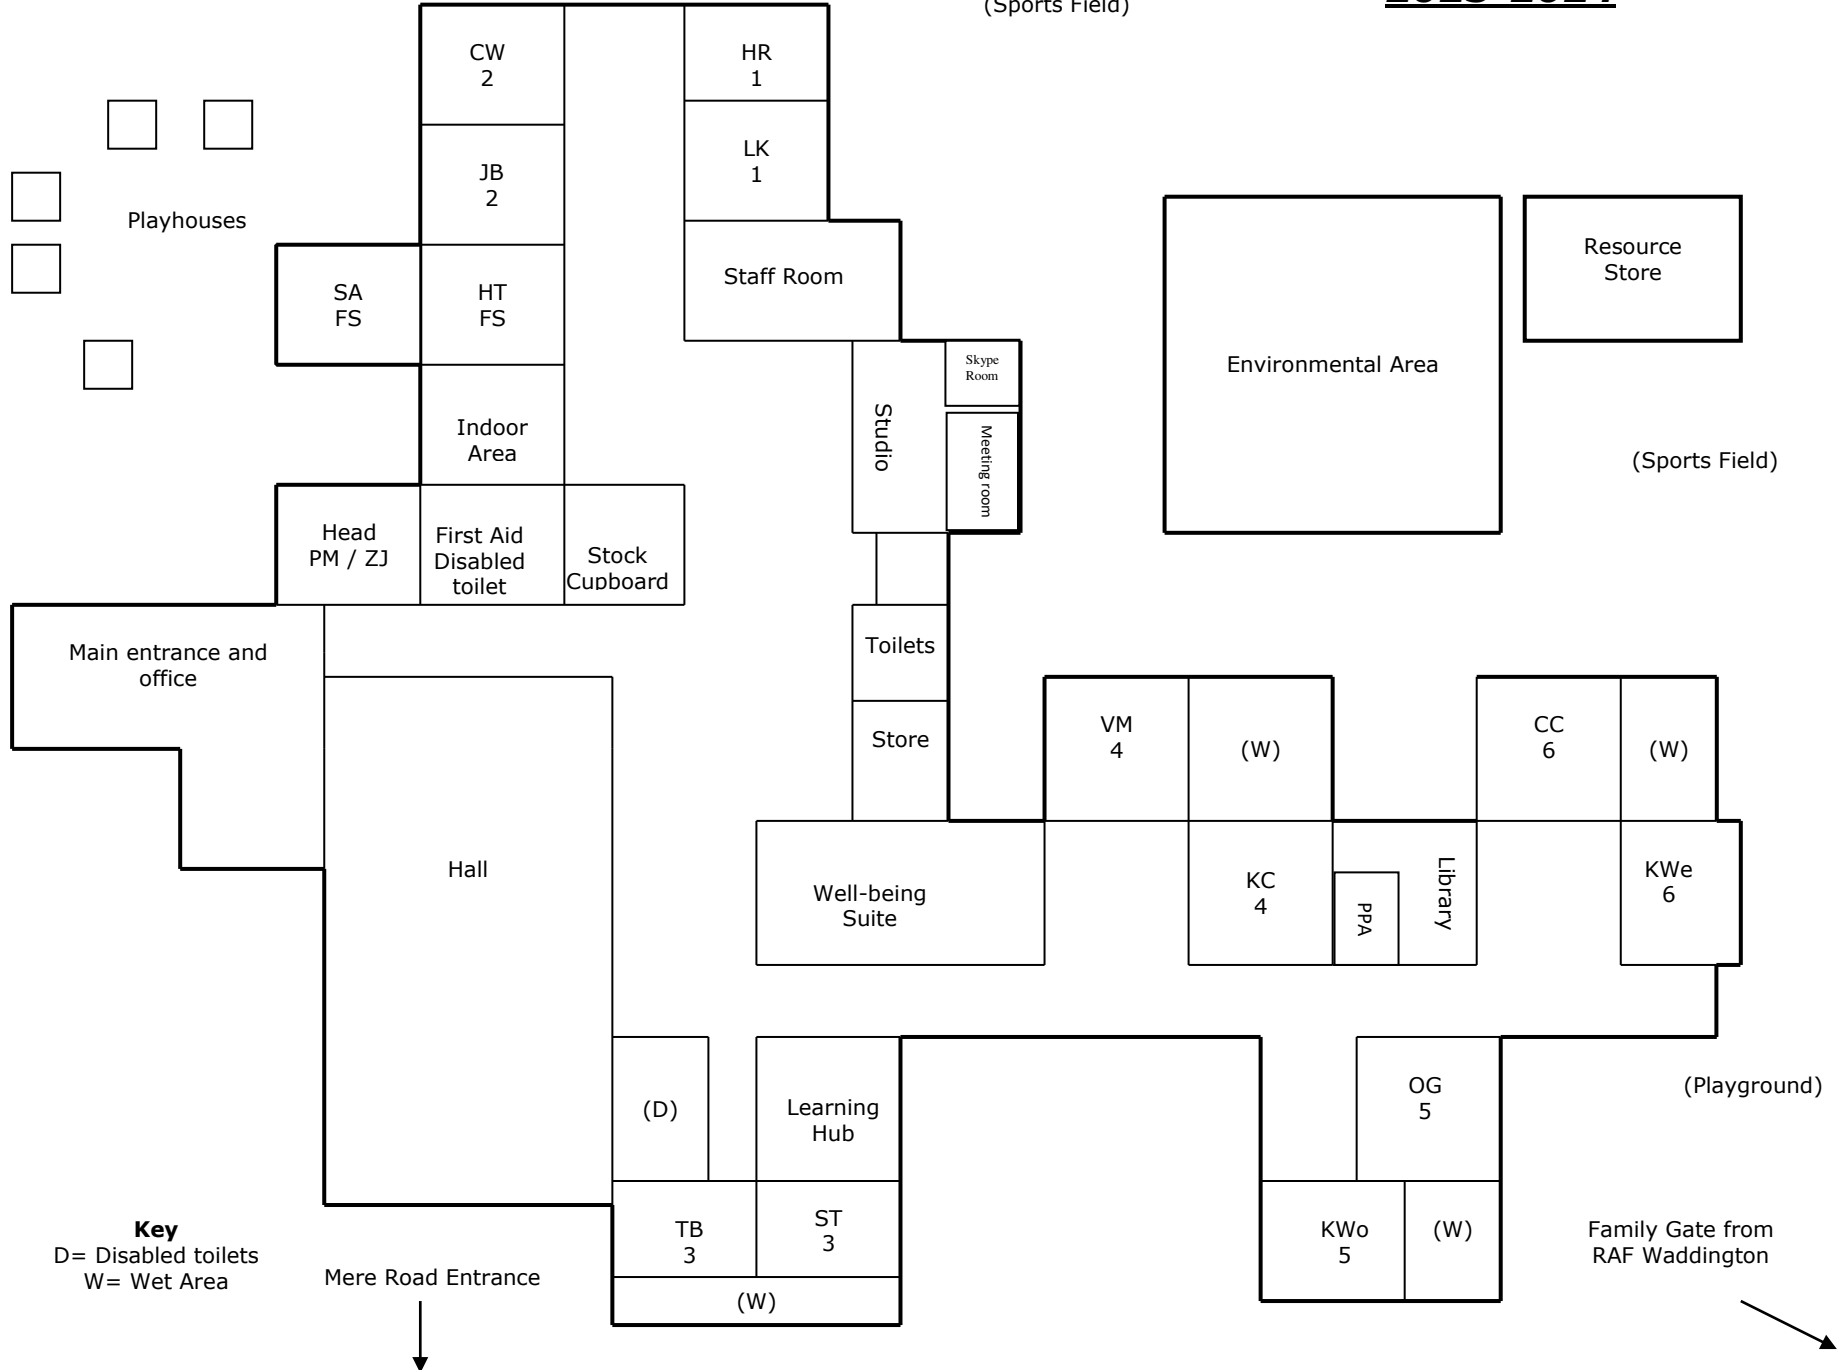 (Sports Field)
CW
2
HR
1
JB
2
LK
1
Playhouses
SA
FS
HT
FS
Staff Room
Resource
Store
Skype
Room
Environmental Area
Studio
Meeting room
Indoor
Area
(Sports Field)
Head
PM / ZJ
First Aid
Disabled
toilet
Stock
Cupboard
Main entrance and
office
Toilets
Store
VM
4
(W)
CC
6
(W)
Hall
Well-being
Suite
KC
4
PPA
Library
KWe
6
(D)
Learning
Hub
OG
5
(Playground)
TB
3
ST
3
(W)
KWo
5
(W)
Family Gate from
RAF Waddington
Key
D= Disabled toilets
W= Wet Area
Mere Road Entrance